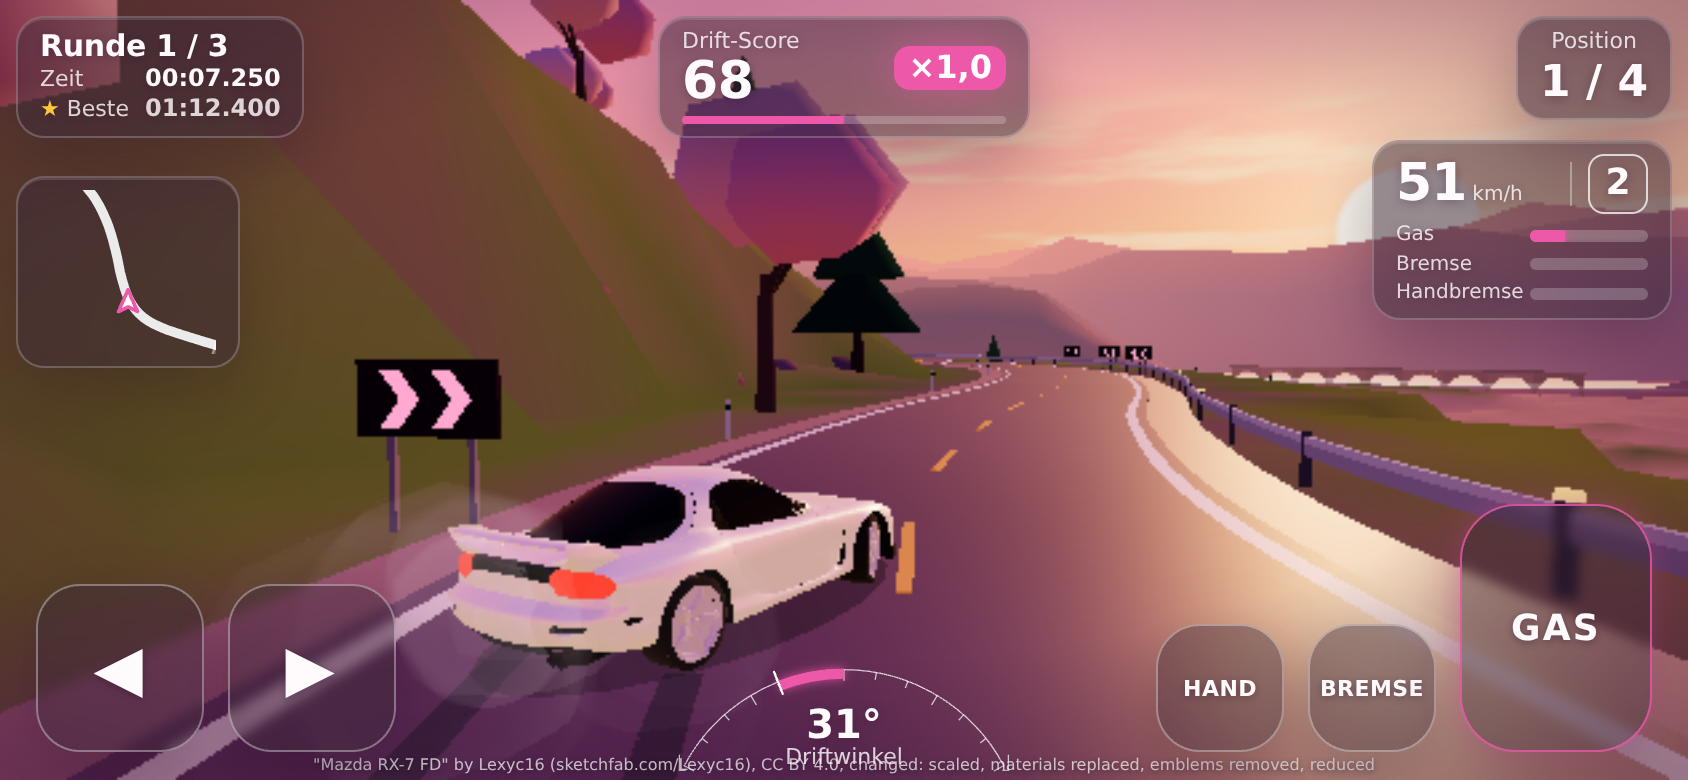 Runde 1 / 3
Zeit 00:07.250
★ Beste 01:12.400
Drift-Score
68 ×1,0
Position
1 / 4
51 km/h 2
Gas
Bremse
Handbremse
◀ ▶
HAND BREMSE GAS
31°
Driftwinkel
"Mazda RX-7 FD" by Lexyc16 (sketchfab.com/Lexyc16), CC BY 4.0, changed: scaled, materials replaced, emblems removed, reduced